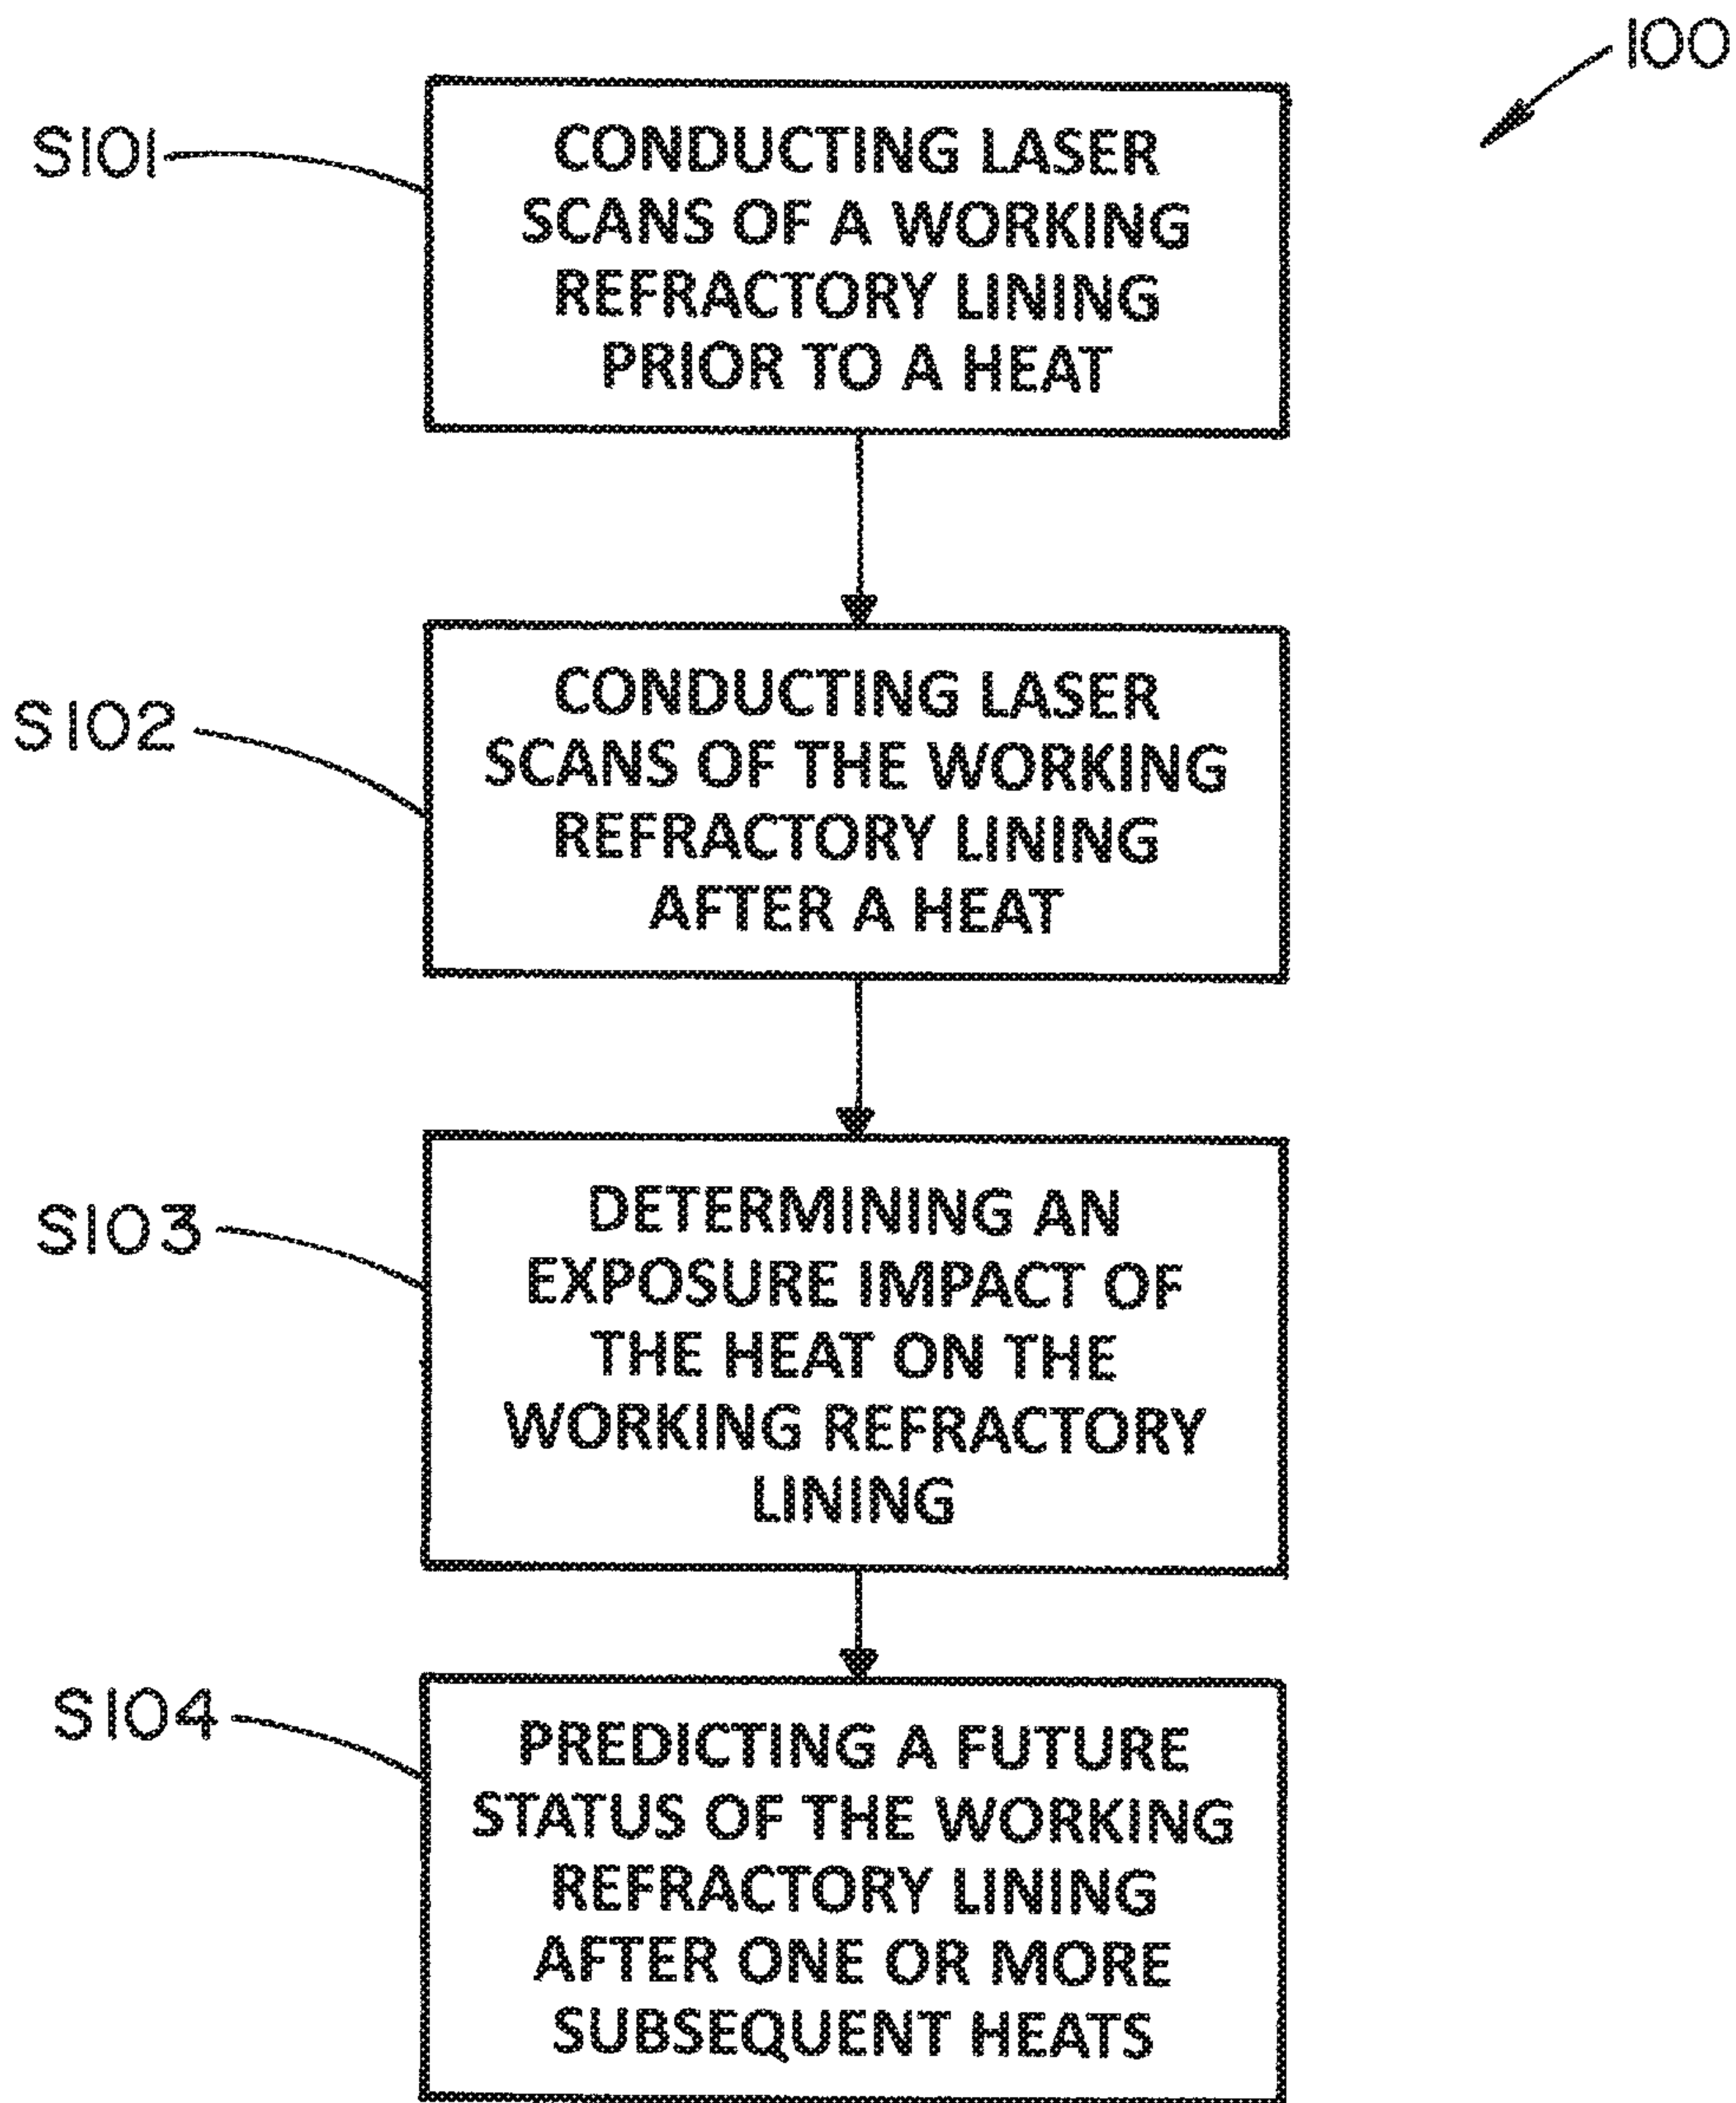 100
S101
CONDUCTING LASER
SCANS OF A WORKING
REFRACTORY LINING
PRIOR TO A HEAT
S102
CONDUCTING LASER
SCANS OF THE WORKING
REFRACTORY LINING
AFTER A HEAT
S103
DETERMINING AN
EXPOSURE IMPACT OF
THE HEAT ON THE
WORKING REFRACTORY
LINING
S104
PREDICTING A FUTURE
STATUS OF THE WORKING
REFRACTORY LINING
AFTER ONE OR MORE
SUBSEQUENT HEATS